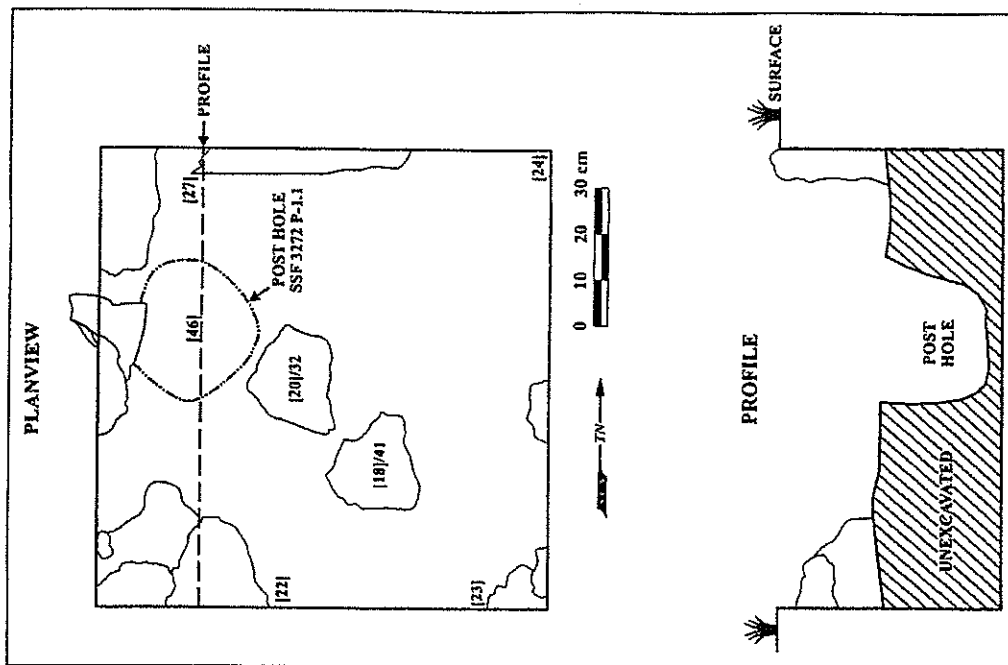 PLANVIEW
PROFILE
[27]
POST HOLE
SSF 3272 P-1.1
[46]
[20]/32
[18]/41
[22]
[23]
[24]
0 10 20 30 cm
TN
PROFILE
SURFACE
POST
HOLE
UNEXCAVATED